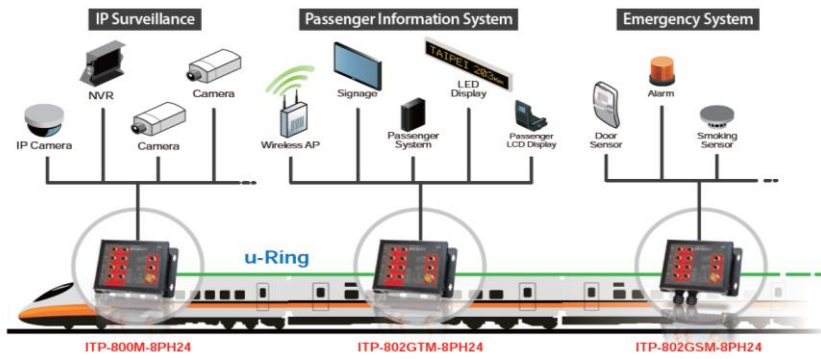 IP Surveillance
Passenger Information System
Emergency System
NVR
Camera
IP Camera
Camera
Signage
LED
Display
Wireless AP
Passenger
System
Passenger
LCD Display
Alarm
Door
Sensor
Smoking
Sensor
u-Ring
ITP-800M-8PH24
ITP-802GTM-8PH24
ITP-802GSM-8PH24